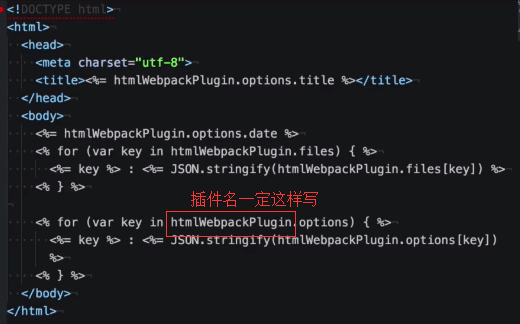 <!DOCTYPE html>
<html>
<head>
<meta charset="utf-8">
<title><%= htmlWebpackPlugin.options.title %></title>
</head>
<body>
<%= htmlWebpackPlugin.options.date %>
<% for (var key in htmlWebpackPlugin.files) { %>
<%= key %> : <%= JSON.stringify(htmlWebpackPlugin.files[key]) %>
<% } %>
插件名一定这样写
<% for (var key in htmlWebpackPlugin.options) { %>
<%= key %> : <%= JSON.stringify(htmlWebpackPlugin.options[key])
%>
<% } %>
</body>
</html>